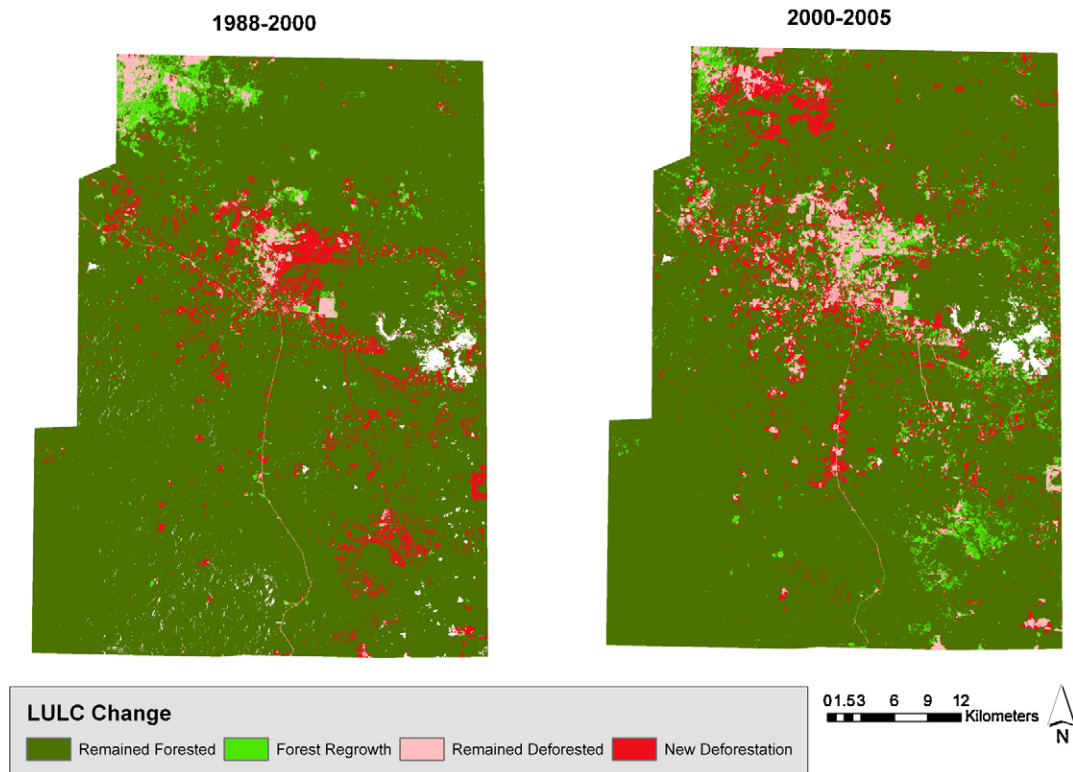 1988-2000
2000-2005
LULC Change
Remained Forested
Forest Regrowth
Remained Deforested
New Deforestation
0 1.5 3 6 9 12
Kilometers
N